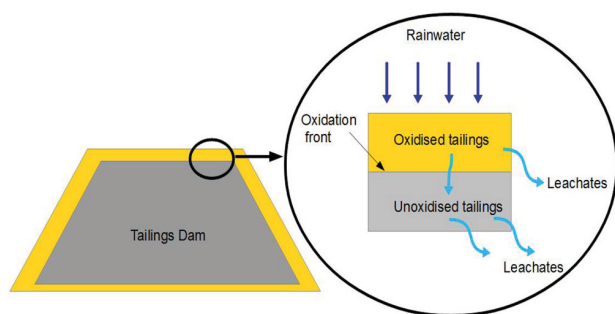 Rainwater
Oxidation
front
Oxidised tailings
Leachates
Unoxidised tailings
Leachates
Tailings Dam